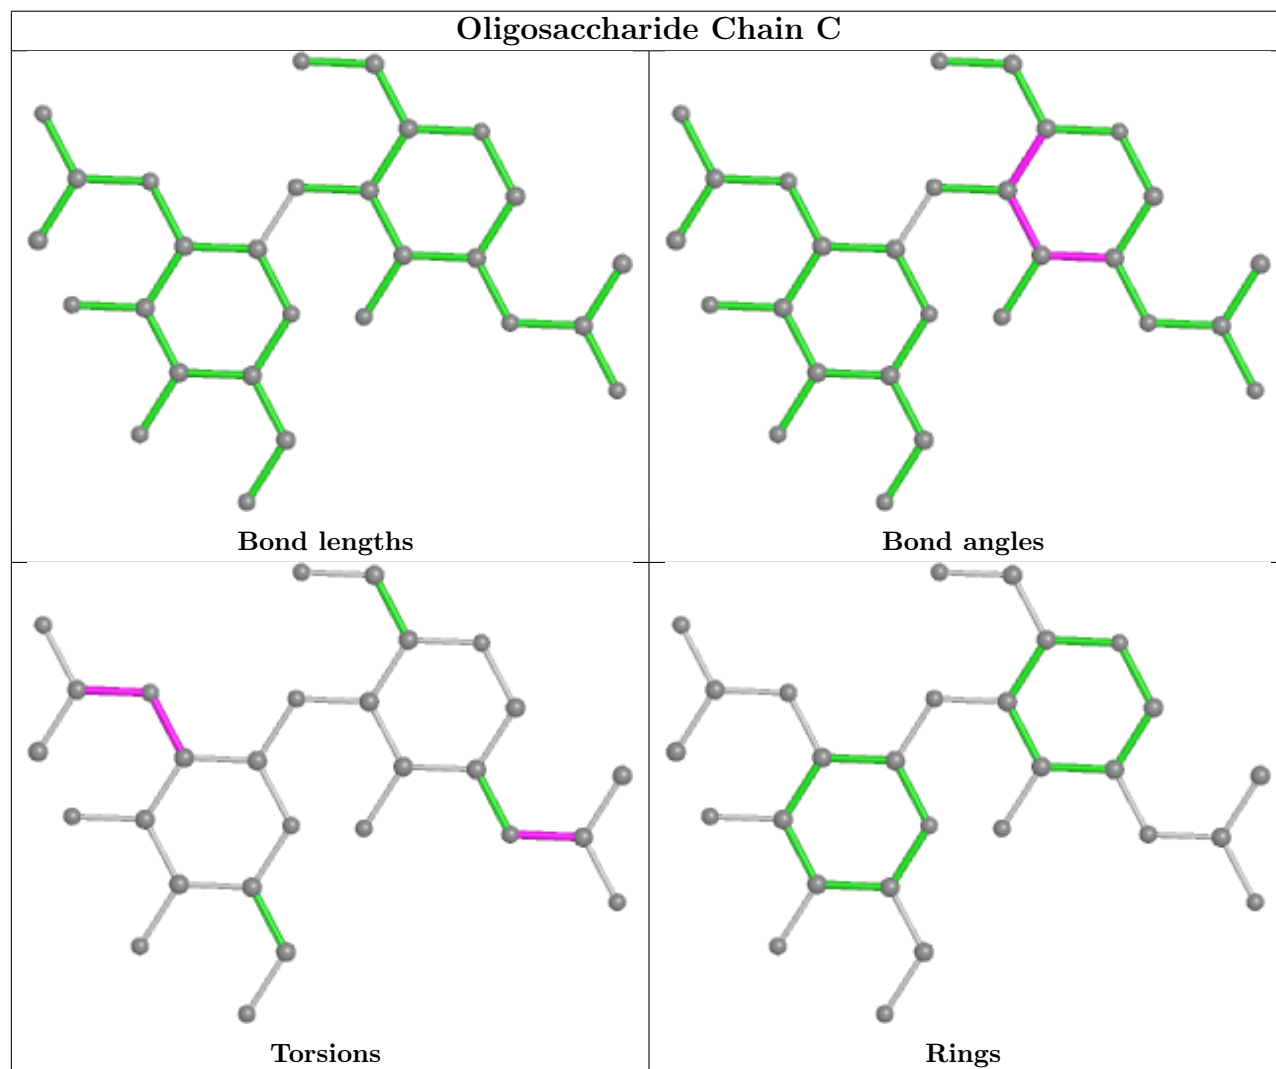 Oligosaccharide Chain C
Bond lengths
Bond angles
Torsions
Rings